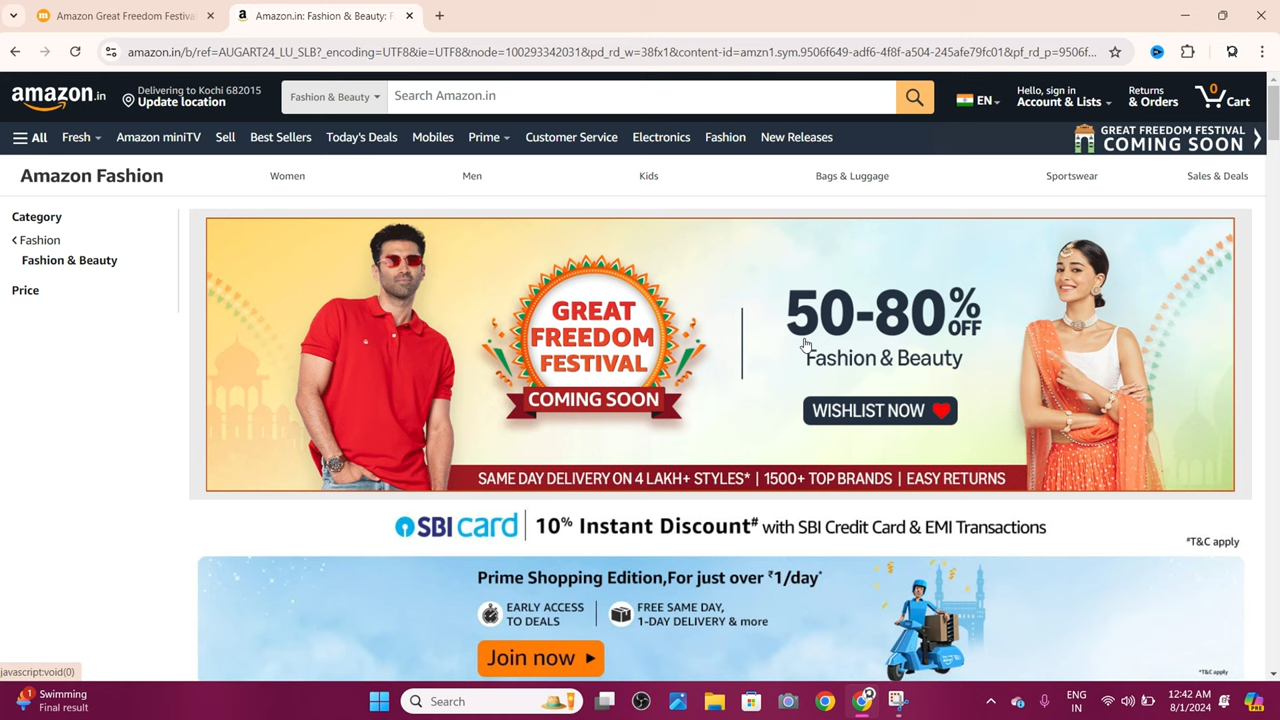 Amazon Great Freedom Festiva
Amazon.in: Fashion & Beauty: F
amazon.in/b/ref=AUGART24_LU_SLB?_encoding=UTF8&ie=UTF8&node=100293342031&pd_rd_w=38fx1&content-id=amzn1.sym.9506f649-adf6-4f8f-a504-245afe79fc01&pf_rd_p=9506f...
amazon.in
Delivering to Kochi 682015
Update location
Fashion & Beauty
Search Amazon.in
EN
Hello, sign in
Account & Lists
Returns
& Orders
0
Cart
All
Fresh
Amazon miniTV
Sell
Best Sellers
Today's Deals
Mobiles
Prime
Customer Service
Electronics
Fashion
New Releases
GREAT FREEDOM FESTIVAL
COMING SOON
Amazon Fashion
Women
Men
Kids
Bags & Luggage
Sportswear
Sales & Deals
Category
Fashion
Fashion & Beauty
Price
GREAT
FREEDOM
FESTIVAL
COMING SOON
50-80% OFF
Fashion & Beauty
WISHLIST NOW
SAME DAY DELIVERY ON 4 LAKH+ STYLES* | 1500+ TOP BRANDS | EASY RETURNS
SBI card
10% Instant Discount# with SBI Credit Card & EMI Transactions
#T&C apply
Prime Shopping Edition,For just over ₹1/day*
EARLY ACCESS
TO DEALS
FREE SAME DAY,
1-DAY DELIVERY & more
Join now
*T&C apply
javascript:void(0)
1
Swimming
Final result
Search
ENG
IN
12:42 AM
8/1/2024
PRE